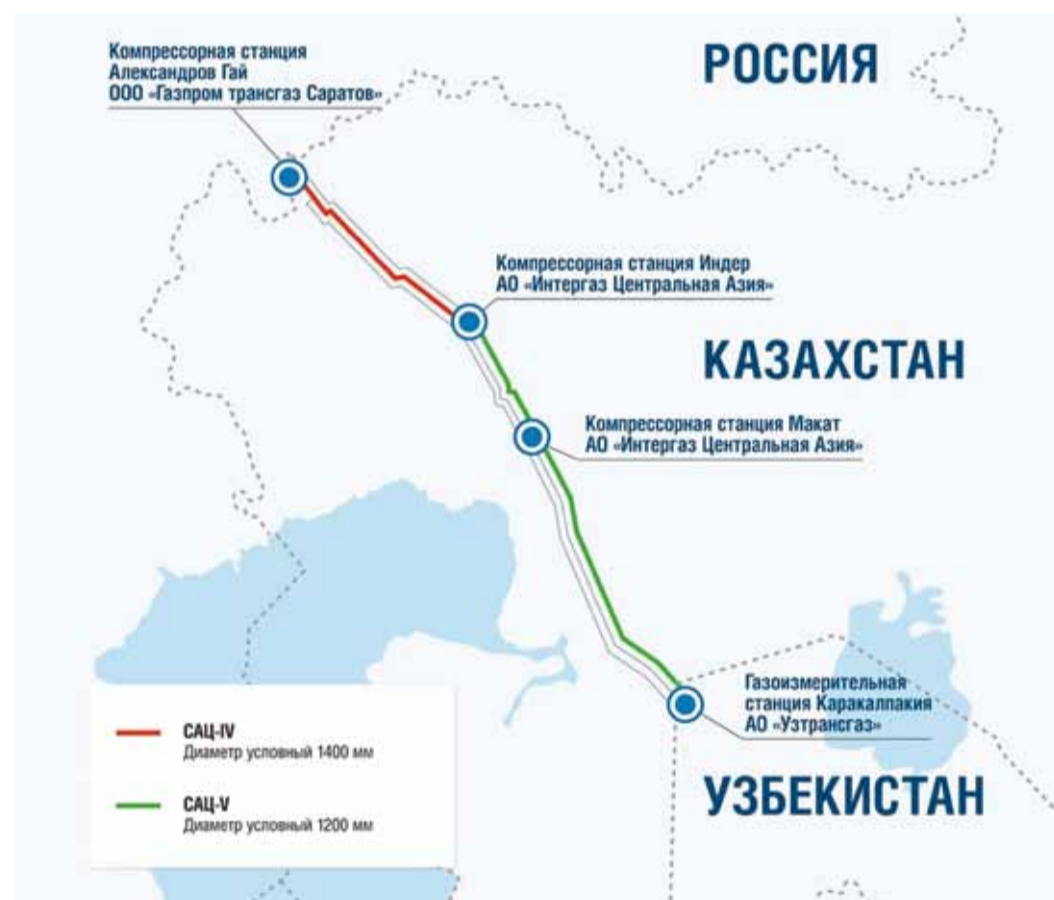 Компрессорная станция
Александров Гай
ООО «Газпром трансгаз Саратов»
РОССИЯ
Компрессорная станция Индер
АО «Интергаз Центральная Азия»
КАЗАХСТАН
Компрессорная станция Макат
АО «Интергаз Центральная Азия»
Газоизмерительная
станция Каракалпакия
АО «Узтрансгаз»
УЗБЕКИСТАН
САЦ-IV
Диаметр условный 1400 мм
САЦ-V
Диаметр условный 1200 мм